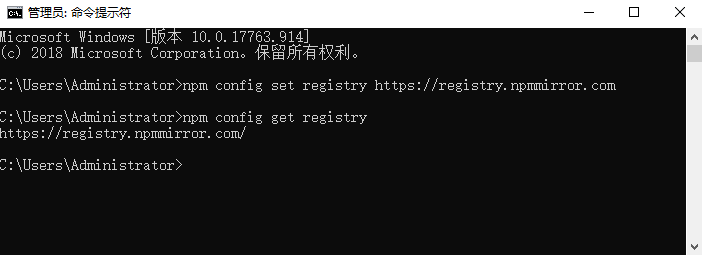 管理员: 命令提示符
Microsoft Windows [版本 10.0.17763.914]
(c) 2018 Microsoft Corporation。保留所有权利。
C:\Users\Administrator>npm config set registry https://registry.npmmirror.com
C:\Users\Administrator>npm config get registry
https://registry.npmmirror.com/
C:\Users\Administrator>